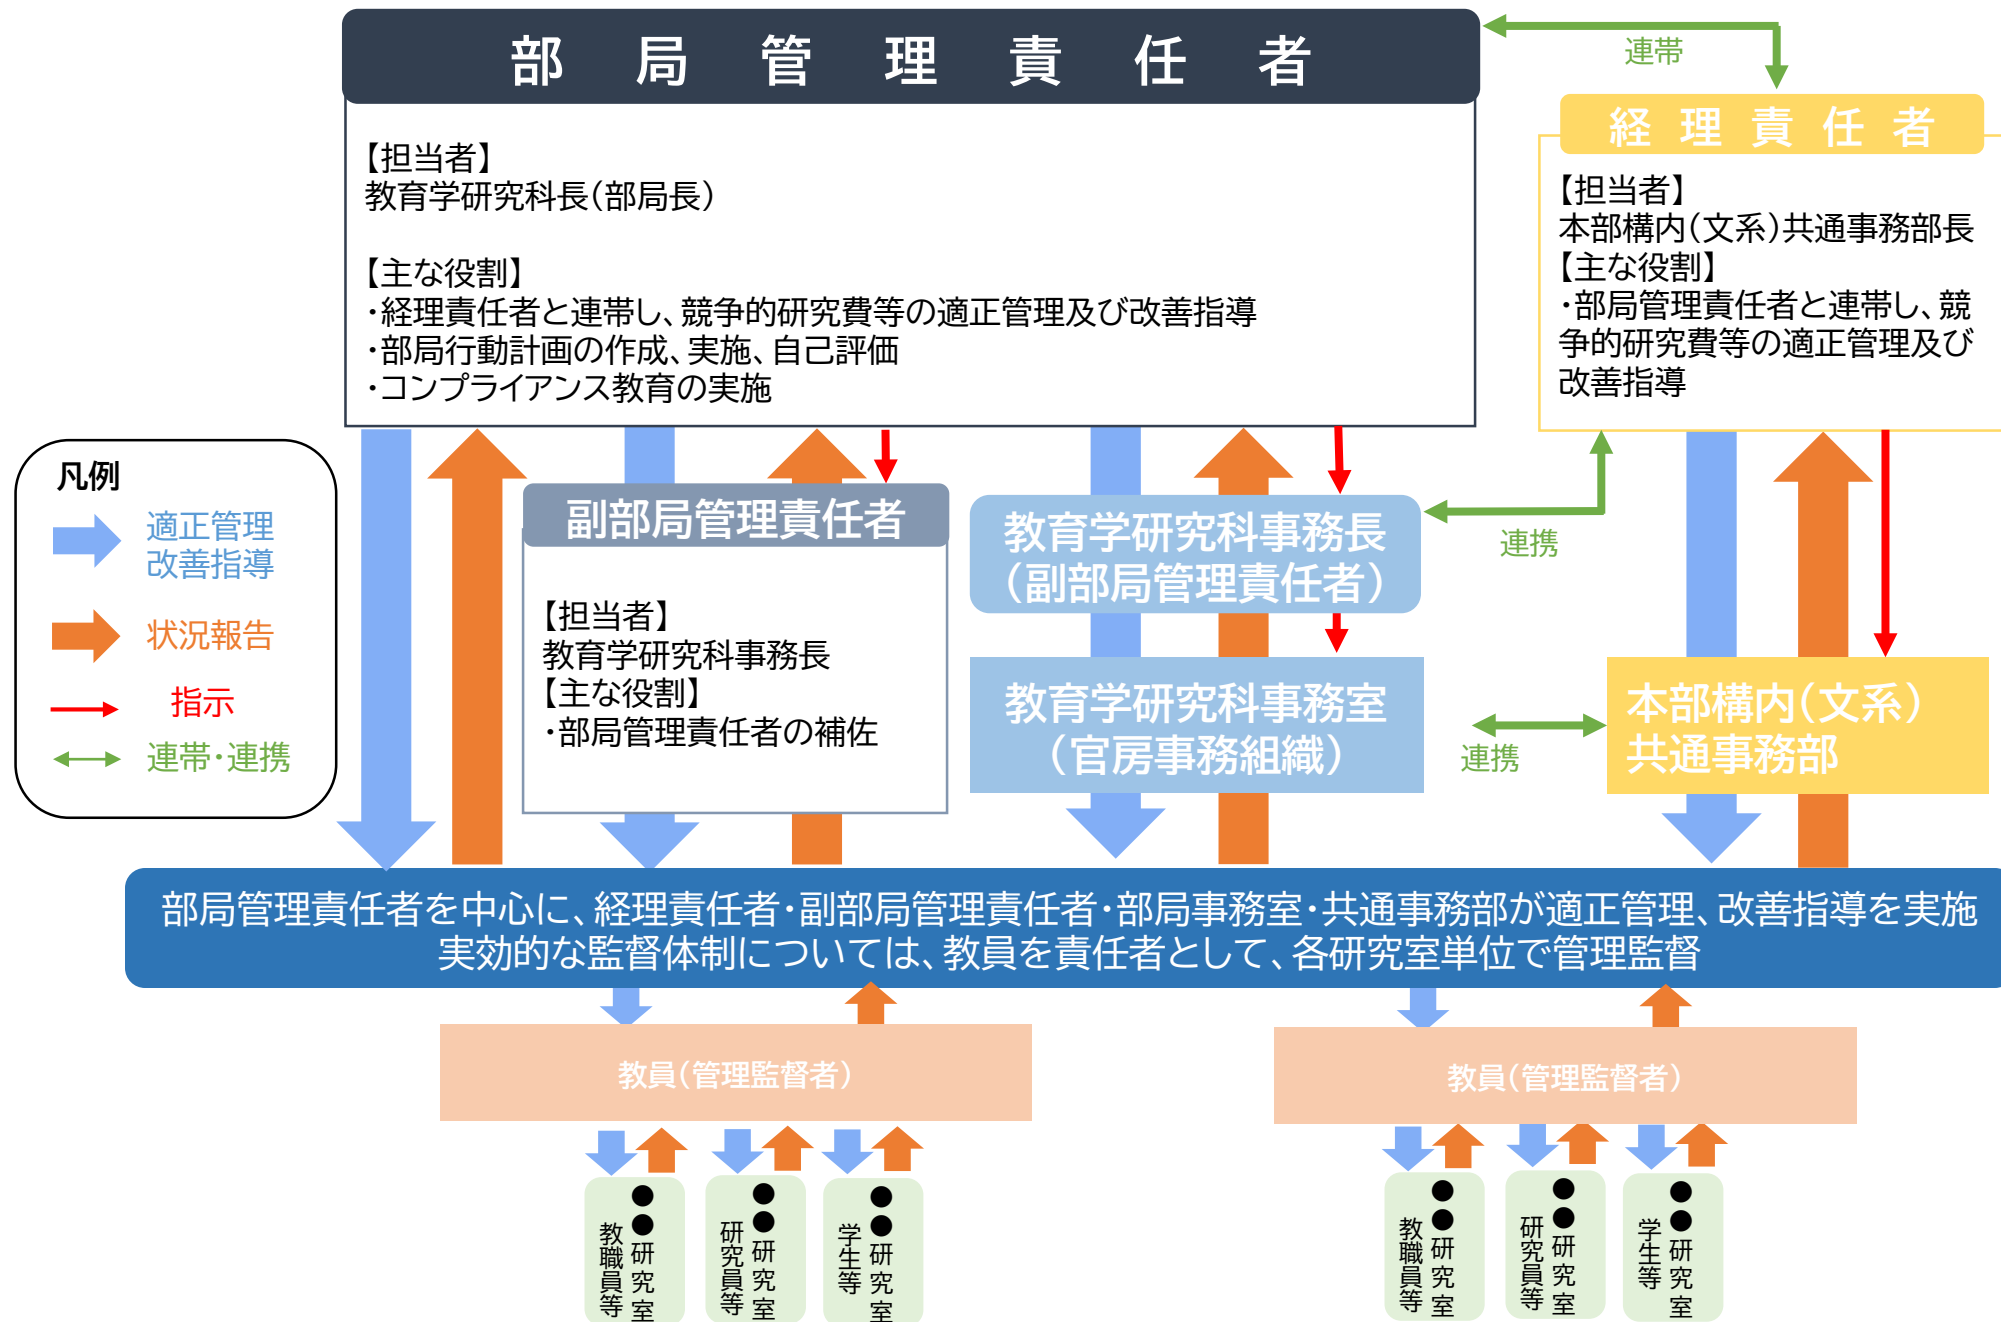 部局管理責任者
【担当者】
教育学研究科長（部局長）
【主な役割】
・経理責任者と連帯し、競争的研究費等の適正管理及び改善指導
・部局行動計画の作成、実施、自己評価
・コンプライアンス教育の実施
連帯
経理責任者
【担当者】
本部構内（文系）共通事務部長
【主な役割】
・部局管理責任者と連帯し、競
争的研究費等の適正管理及び
改善指導
凡例
適正管理
改善指導
状況報告
指示
連帯・連携
副部局管理責任者
【担当者】
教育学研究科事務長
【主な役割】
・部局管理責任者の補佐
教育学研究科事務長
（副部局管理責任者）
連携
教育学研究科事務室
（官房事務組織）
連携
本部構内（文系）
共通事務部
部局管理責任者を中心に、経理責任者・副部局管理責任者・部局事務室・共通事務部が適正管理、改善指導を実施
実効的な監督体制については、教員を責任者として、各研究室単位で管理監督
教員（管理監督者）
教員（管理監督者）
●●研究室
教職員等
●●研究室
研究員等
●●研究室
学生等
●●研究室
教職員等
●●研究室
研究員等
●●研究室
学生等